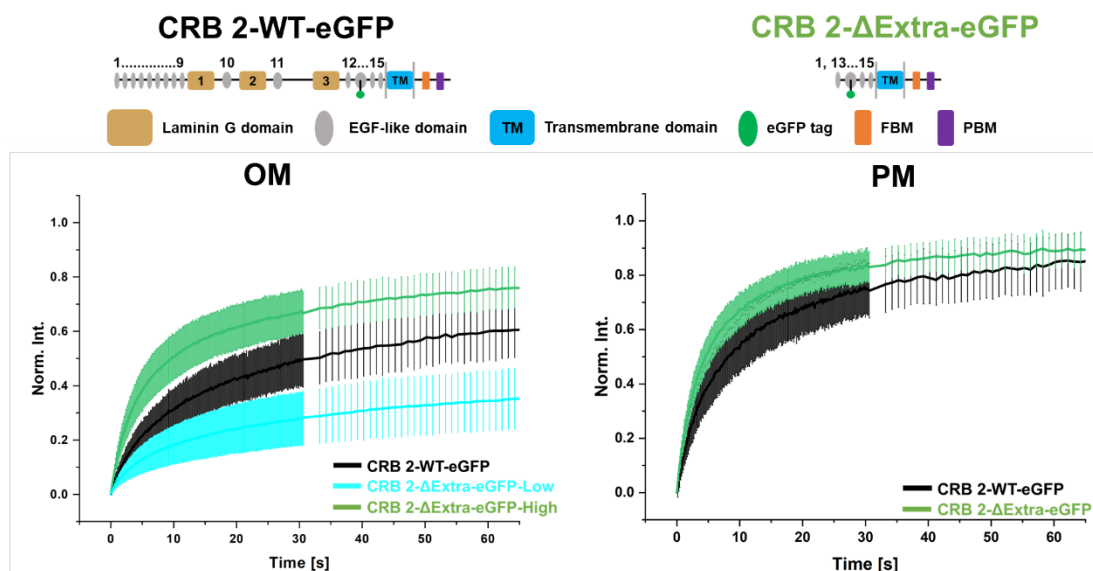 CRB 2-WT-eGFP
CRB 2-ΔExtra-eGFP
1..............9 10 11 12...15
1 2 3 TM
1, 13...15
TM
Laminin G domain
EGF-like domain
TM Transmembrane domain
eGFP tag
FBM
PBM
OM
Norm. Int.
1.0
0.8
0.6
0.4
0.2
0.0
0 10 20 30 40 50 60
Time [s]
CRB 2-WT-eGFP
CRB 2-ΔExtra-eGFP-Low
CRB 2-ΔExtra-eGFP-High
PM
Norm. Int.
1.0
0.8
0.6
0.4
0.2
0.0
0 10 20 30 40 50 60
Time [s]
CRB 2-WT-eGFP
CRB 2-ΔExtra-eGFP